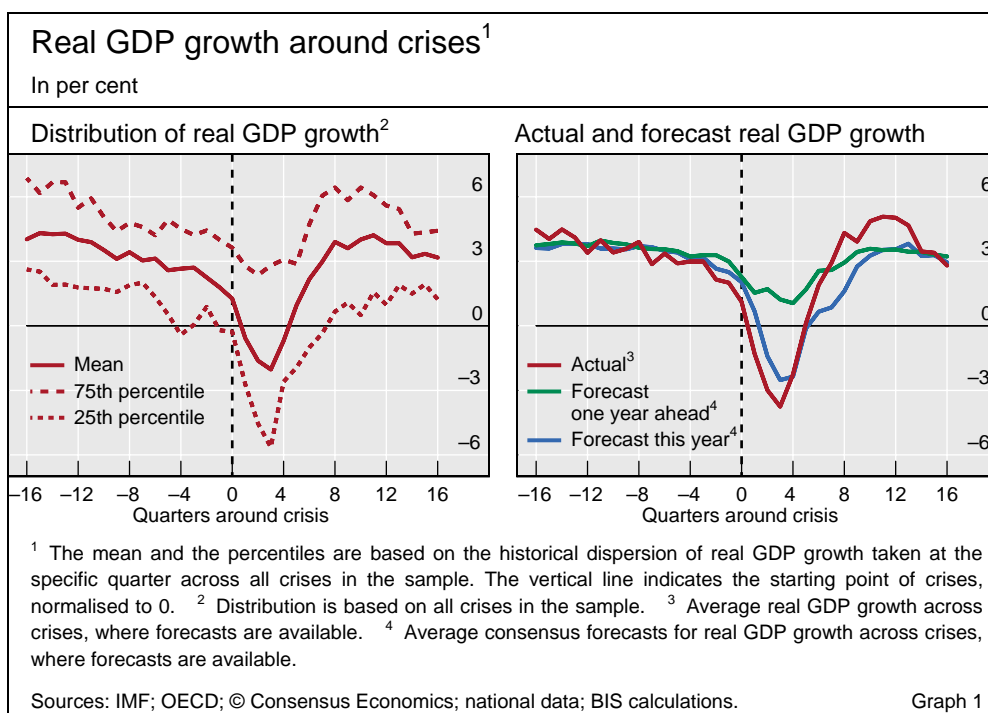 Real GDP growth around crises¹
In per cent
Distribution of real GDP growth²
6
3
0
–3
–6
Mean
75th percentile
25th percentile
–16 –12 –8 –4 0 4 8 12 16
Quarters around crisis
Actual and forecast real GDP growth
6
3
0
–3
–6
Actual³
Forecast
one year ahead⁴
Forecast this year⁴
–16 –12 –8 –4 0 4 8 12 16
Quarters around crisis
¹ The mean and the percentiles are based on the historical dispersion of real GDP growth taken at the
specific quarter across all crises in the sample. The vertical line indicates the starting point of crises,
normalised to 0. ² Distribution is based on all crises in the sample. ³ Average real GDP growth across
crises, where forecasts are available. ⁴ Average consensus forecasts for real GDP growth across crises,
where forecasts are available.
Sources: IMF; OECD; © Consensus Economics; national data; BIS calculations. Graph 1